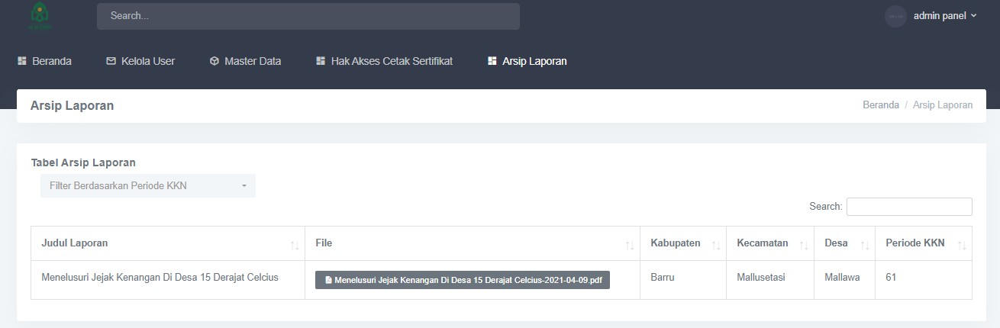 Search...
admin panel
Beranda
Kelola User
Master Data
Hak Akses Cetak Sertifikat
Arsip Laporan
Arsip Laporan
Beranda / Arsip Laporan
Tabel Arsip Laporan
Filter Berdasarkan Periode KKN
Search:
Judul Laporan
File
Kabupaten
Kecamatan
Desa
Periode KKN
Menelusuri Jejak Kenangan Di Desa 15 Derajat Celcius
Menelusuri Jejak Kenangan Di Desa 15 Derajat Celcius-2021-04-09.pdf
Barru
Mallusetasi
Mallawa
61